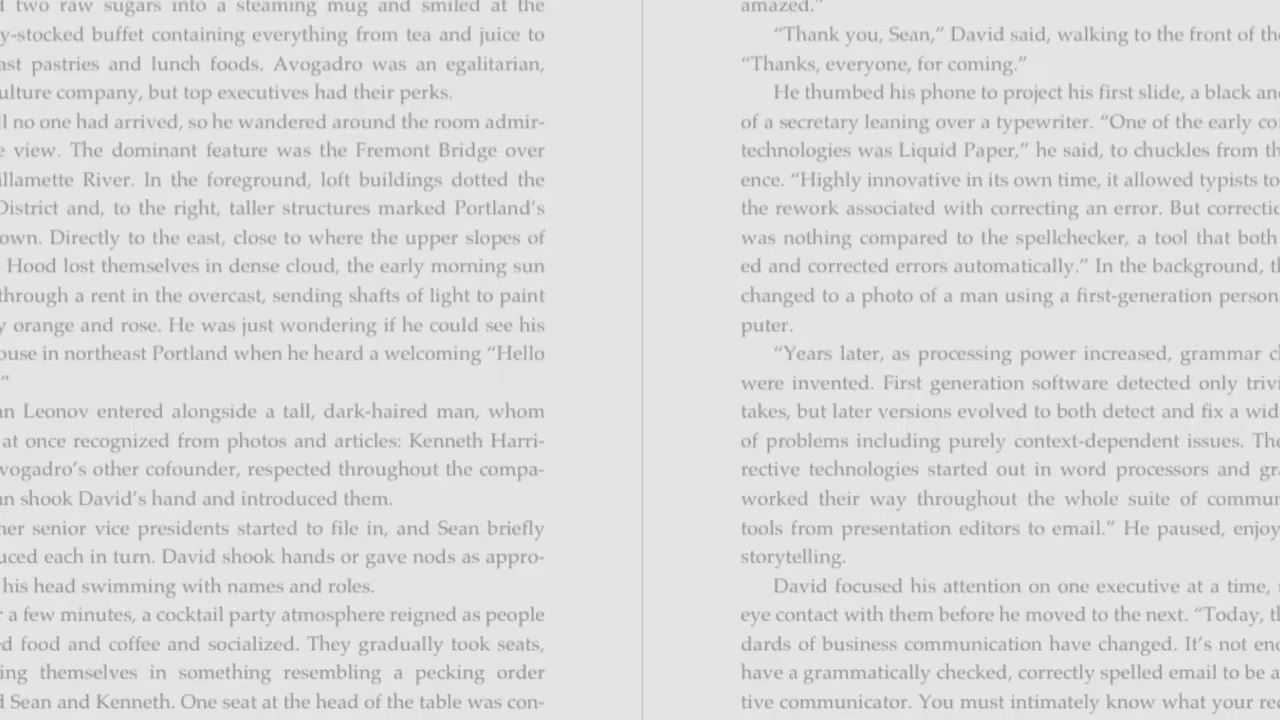 two raw sugars into a steaming mug and smiled at the
y-stocked buffet containing everything from tea and juice to
ast pastries and lunch foods. Avogadro was an egalitarian,
ulture company, but top executives had their perks.
ll no one had arrived, so he wandered around the room admir-
e view. The dominant feature was the Fremont Bridge over
illamette River. In the foreground, loft buildings dotted the
District and, to the right, taller structures marked Portland’s
own. Directly to the east, close to where the upper slopes of
Hood lost themselves in dense cloud, the early morning sun
through a rent in the overcast, sending shafts of light to paint
y orange and rose. He was just wondering if he could see his
ouse in northeast Portland when he heard a welcoming “Hello
”
an Leonov entered alongside a tall, dark-haired man, whom
at once recognized from photos and articles: Kenneth Harri-
vogadro’s other cofounder, respected throughout the compa-
an shook David’s hand and introduced them.
her senior vice presidents started to file in, and Sean briefly
uced each in turn. David shook hands or gave nods as appro-
his head swimming with names and roles.
r a few minutes, a cocktail party atmosphere reigned as people
ed food and coffee and socialized. They gradually took seats,
ing themselves in something resembling a pecking order
d Sean and Kenneth. One seat at the head of the table was con-
amazed.”
“Thank you, Sean,” David said, walking to the front of the
“Thanks, everyone, for coming.”
He thumbed his phone to project his first slide, a black an
of a secretary leaning over a typewriter. “One of the early co
technologies was Liquid Paper,” he said, to chuckles from th
ence. “Highly innovative in its own time, it allowed typists to
the rework associated with correcting an error. But correctio
was nothing compared to the spellchecker, a tool that both
ed and corrected errors automatically.” In the background, th
changed to a photo of a man using a first-generation person
puter.
“Years later, as processing power increased, grammar ch
were invented. First generation software detected only trivi
takes, but later versions evolved to both detect and fix a wid
of problems including purely context-dependent issues. The
rective technologies started out in word processors and gra
worked their way throughout the whole suite of commun
tools from presentation editors to email.” He paused, enjoy
storytelling.
David focused his attention on one executive at a time,
eye contact with them before he moved to the next. “Today, th
dards of business communication have changed. It’s not eno
have a grammatically checked, correctly spelled email to be a
tive communicator. You must intimately know what your rec